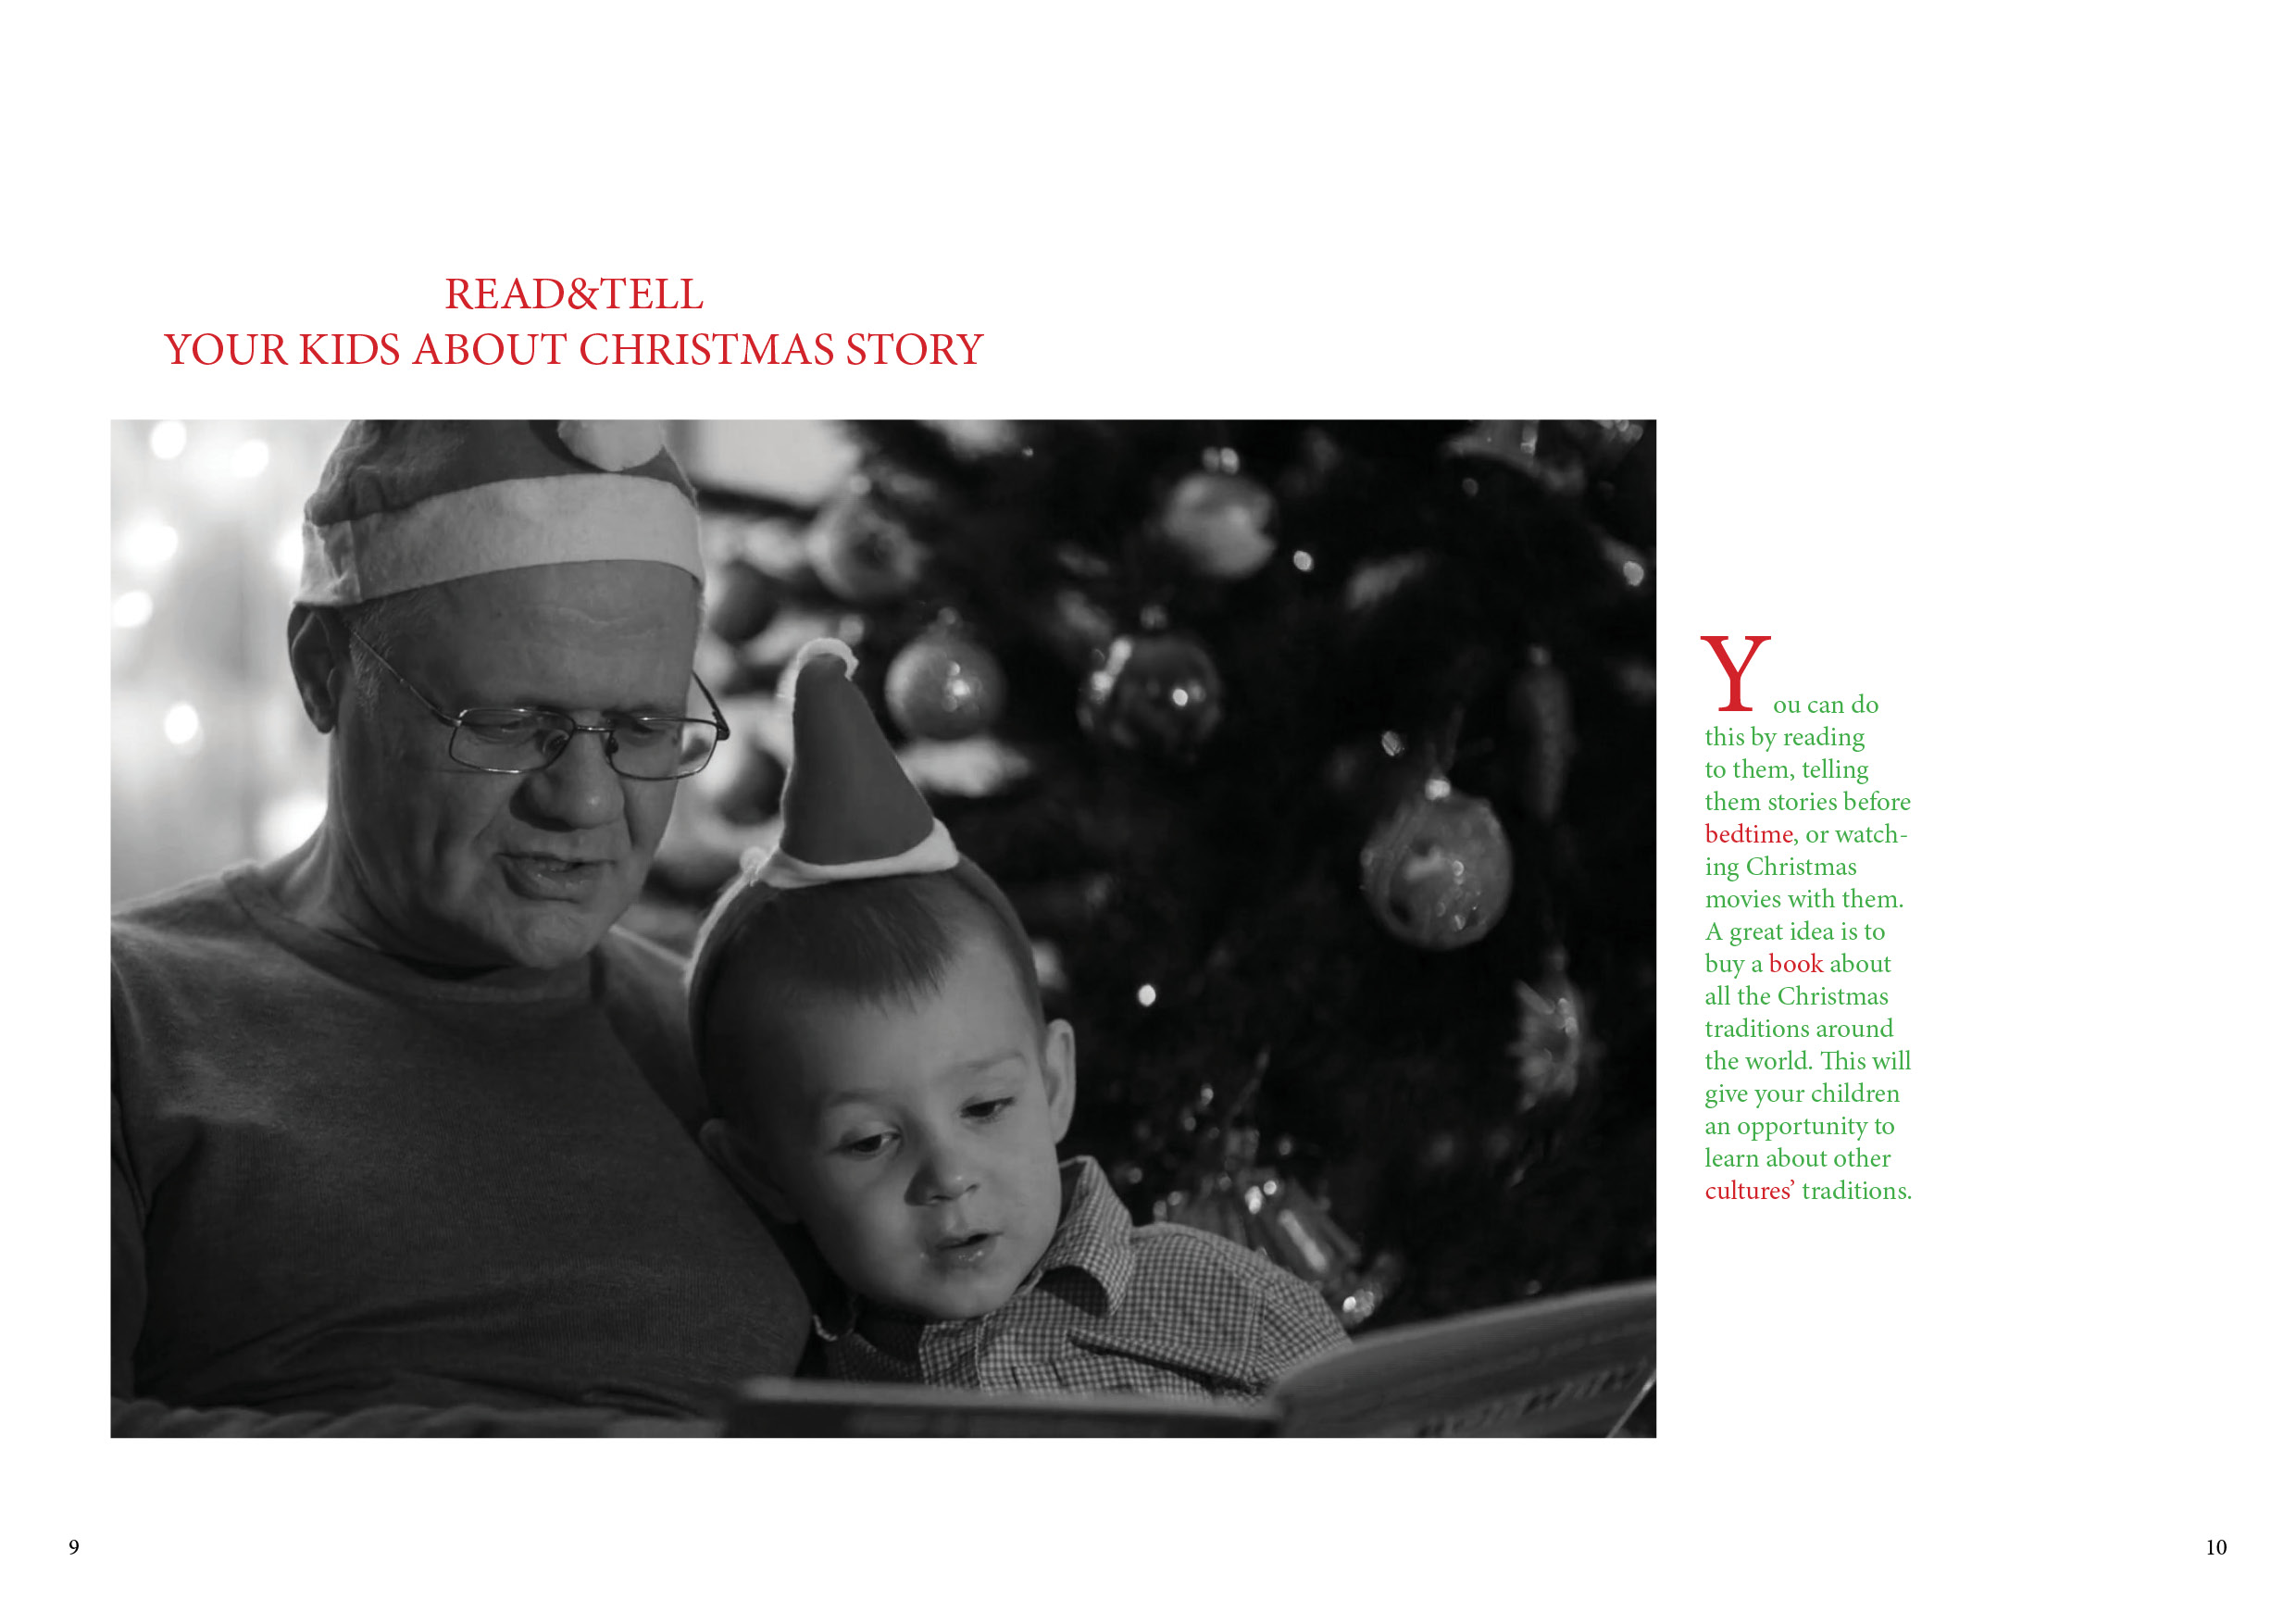 READ&TELL
YOUR KIDS ABOUT CHRISTMAS STORY
You can do
this by reading
to them, telling
them stories before
bedtime, or watch-
ing Christmas
movies with them.
A great idea is to
buy a book about
all the Christmas
traditions around
the world. This will
give your children
an opportunity to
learn about other
cultures’ traditions.
9
10